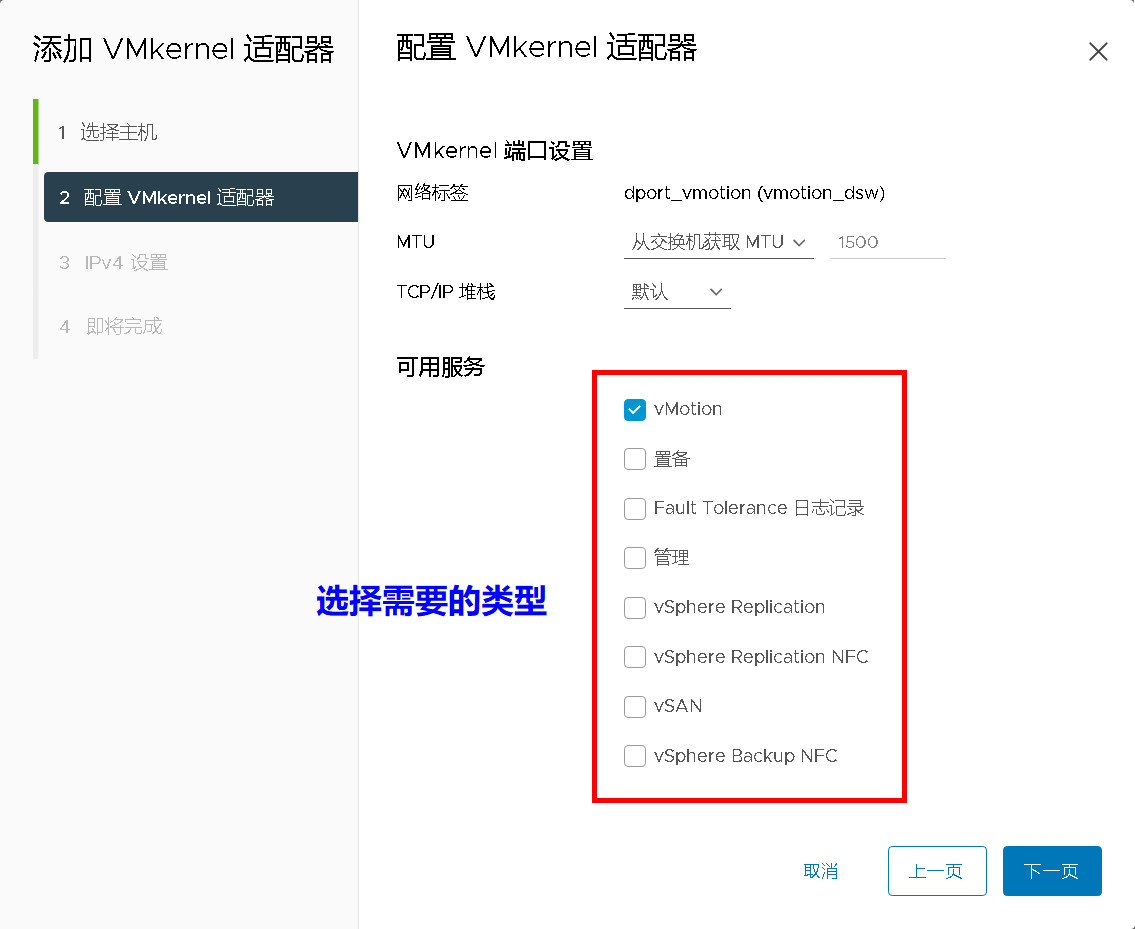 添加 VMkernel 适配器
1 选择主机
2 配置 VMkernel 适配器
3 IPv4 设置
4 即将完成
配置 VMkernel 适配器
VMkernel 端口设置
网络标签 dport_vmotion (vmotion_dsw)
MTU 从交换机获取 MTU 1500
TCP/IP 堆栈 默认
可用服务
vMotion
置备
Fault Tolerance 日志记录
管理
选择需要的类型
vSphere Replication
vSphere Replication NFC
vSAN
vSphere Backup NFC
取消 上一页 下一页